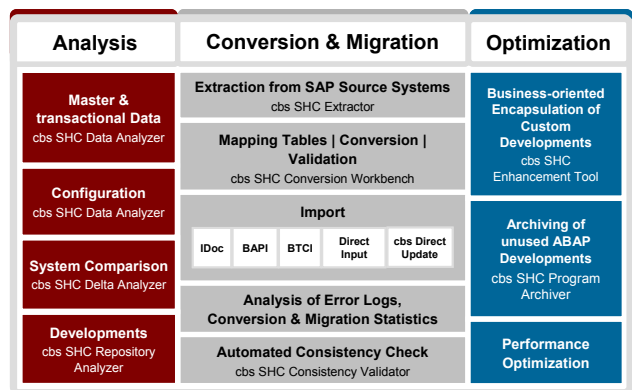 Analysis
Conversion & Migration
Optimization
Master &
transactional Data
cbs SHC Data Analyzer
Configuration
cbs SHC Data Analyzer
System Comparison
cbs SHC Delta Analyzer
Developments
cbs SHC Repository
Analyzer
Extraction from SAP Source Systems
cbs SHC Extractor
Mapping Tables | Conversion |
Validation
cbs SHC Conversion Workbench
Import
IDoc
BAPI
BTCI
Direct
Input
cbs Direct
Update
Analysis of Error Logs,
Conversion & Migration Statistics
Automated Consistency Check
cbs SHC Consistency Validator
Business-oriented
Encapsulation of
Custom
Developments
cbs SHC
Enhancement Tool
Archiving of
unused ABAP
Developments
cbs SHC Program
Archiver
Performance
Optimization